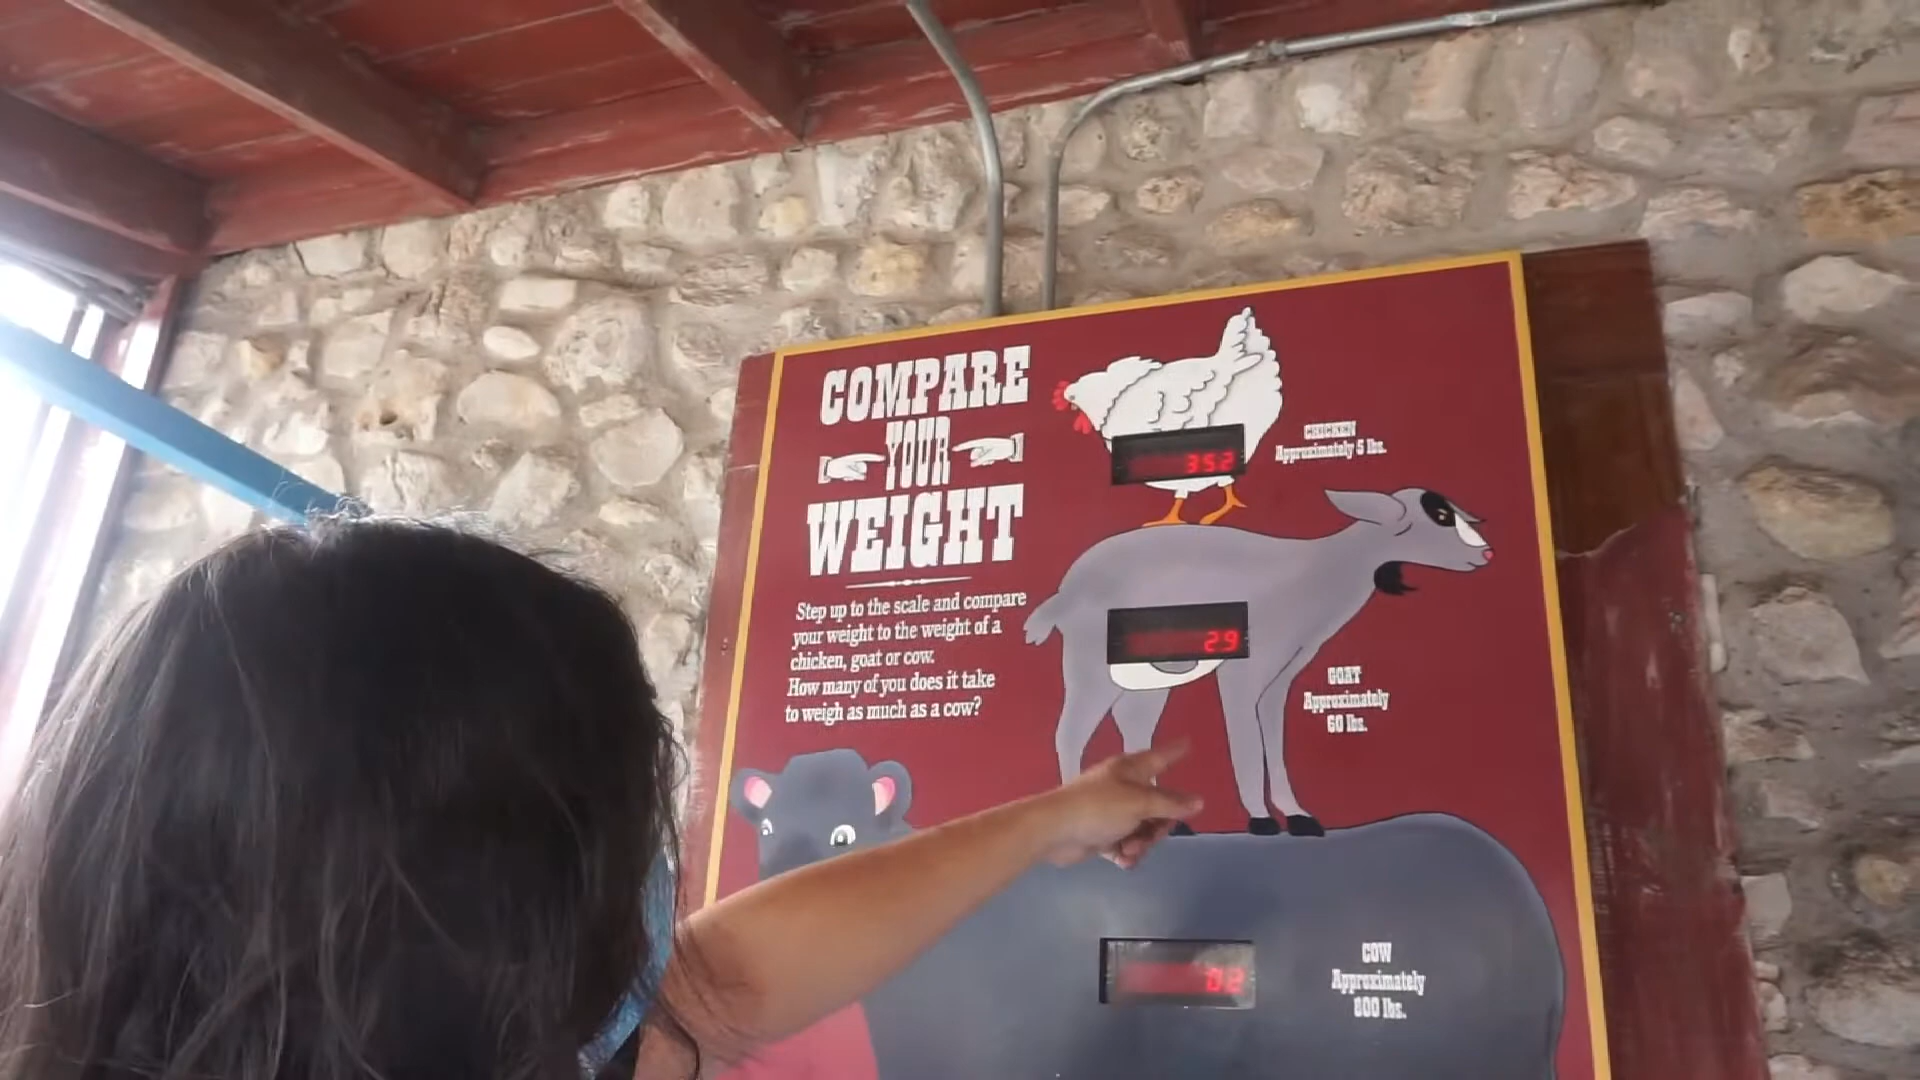 COMPARE
YOUR
WEIGHT
Step up to the scale and compare
your weight to the weight of a
chicken, goat or cow.
How many of you does it take
to weigh as much as a cow?
352
CHICKEN
Approximately 5 lbs.
29
GOAT
Approximately
60 lbs.
02
COW
Approximately
800 lbs.